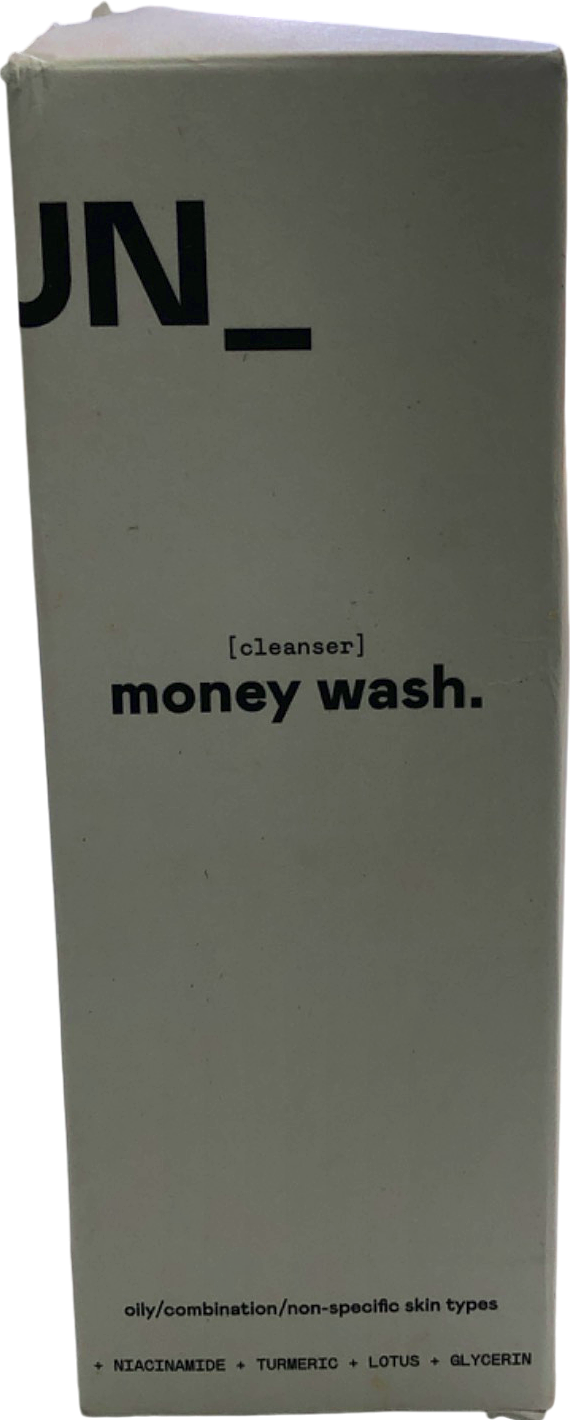 UN_
[cleanser]
money wash.
oily/combination/non-specific skin types
+ NIACINAMIDE + TURMERIC + LOTUS + GLYCERIN